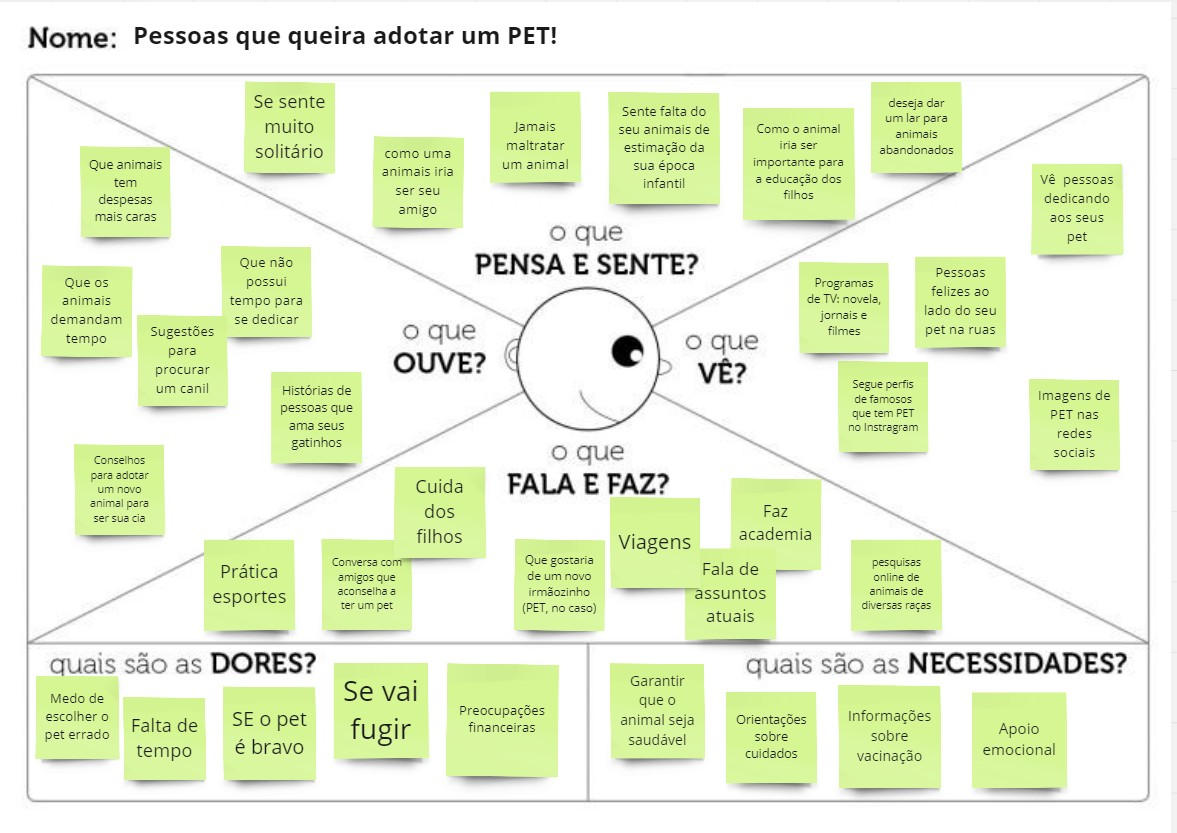 Nome: Pessoas que queira adotar um PET!
Se sente
muito
solitário
como uma
animais iria
ser seu
amigo
Jamais
maltratar
um animal
Sente falta do
seu animais de
estimação da
sua época
infantil
Como o animal
iria ser
importante para
a educação dos
filhos
deseja dar
um lar para
animais
abandonados
o que
PENSA E SENTE?
Que animais
tem
despesas
mais caras
Que os
animais
demandam
tempo
Que não
possui
tempo para
se dedicar
Sugestões
para
procurar
um canil
Histórias de
pessoas que
ama seus
gatinhos
Conselhos
para adotar
um novo
animal para
ser sua cia
o que
OUVE?
o que
VÊ?
Vê pessoas
dedicando
aos seus
pet
Programas
de TV: novela,
jornais e
filmes
Pessoas
felizes ao
lado do seu
pet na ruas
Segue perfis
de famosos
que tem PET
no Instragram
Imagens de
PET nas
redes
sociais
o que
FALA E FAZ?
Prática
esportes
Conversa com
amigos que
aconselha a
ter um pet
Cuida
dos
filhos
Que gostaria
de um novo
irmãozinho
(PET, no caso)
Viagens
Faz
academia
Fala de
assuntos
atuais
pesquisas
online de
animais de
diversas raças
quais são as DORES?
Medo de
escolher o
pet errado
Falta de
tempo
SE o pet
é bravo
Se vai
fugir
Preocupações
financeiras
quais são as NECESSIDADES?
Garantir
que o
animal seja
saudável
Orientações
sobre
cuidados
Informações
sobre
vacinação
Apoio
emocional